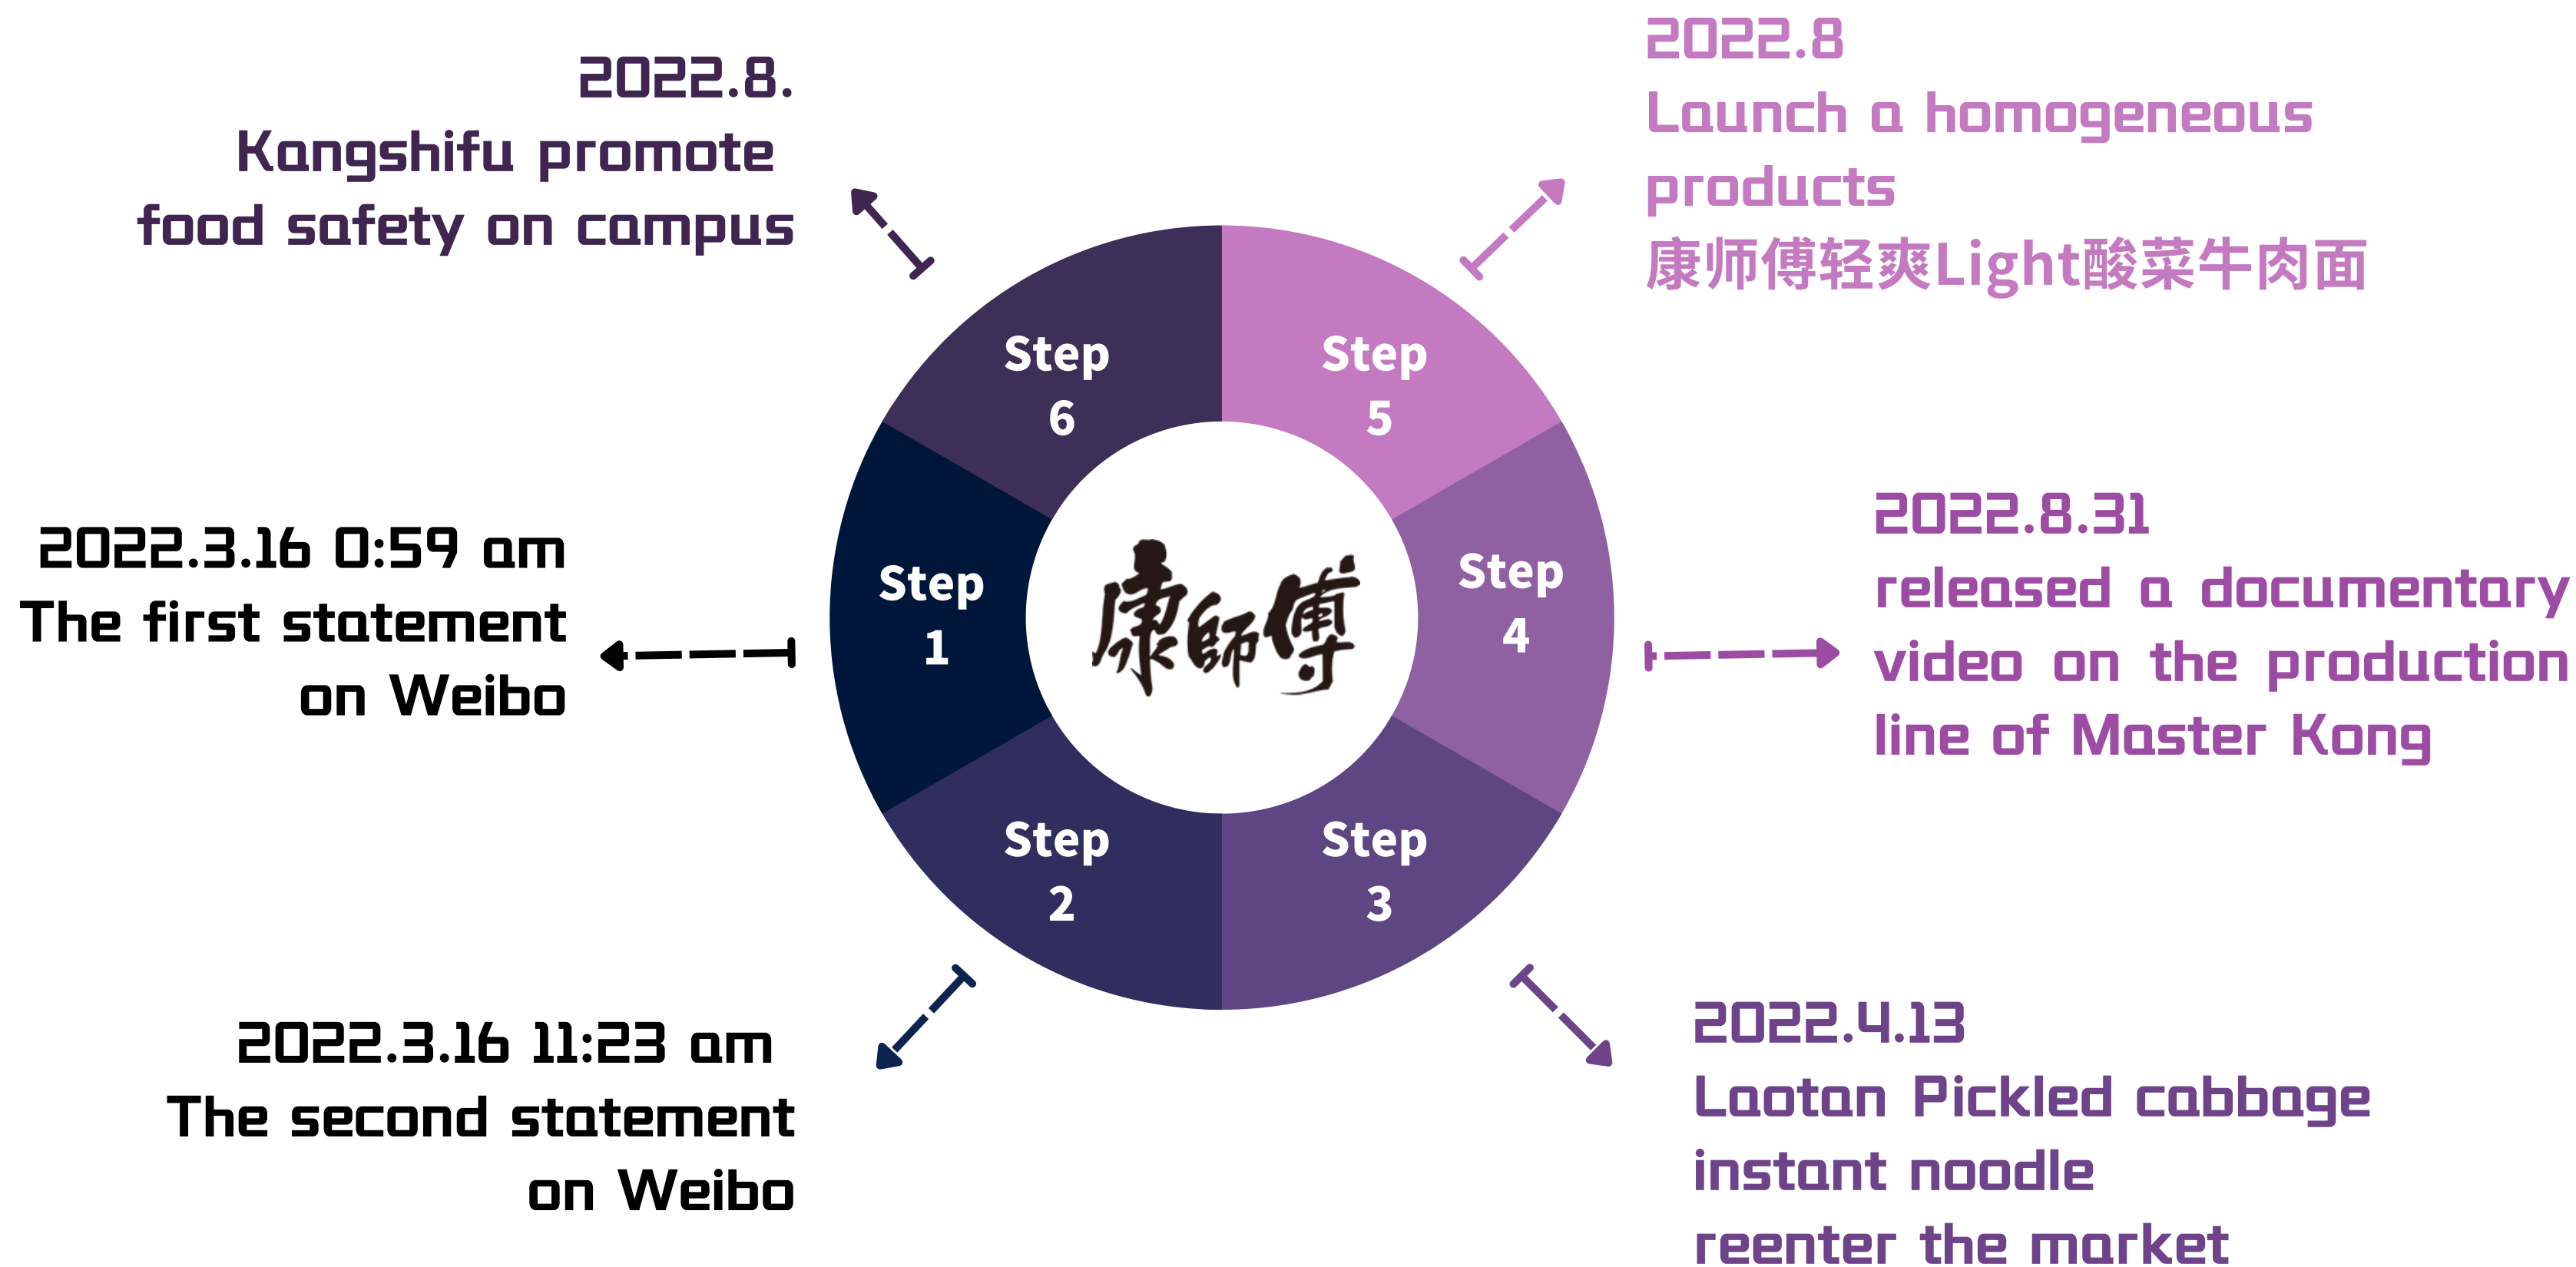 2022.8.
Kangshifu promote
food safety on campus
2022.8
Launch a homogeneous
products
康师傅轻爽Light酸菜牛肉面
Step
6
Step
5
2022.3.16 0:59 am
The first statement
on Weibo
Step
1
康師傅
Step
4
2022.8.31
released a documentary
video on the production
line of Master Kong
Step
2
Step
3
2022.3.16 11:23 am
The second statement
on Weibo
2022.4.13
Laotan Pickled cabbage
instant noodle
reenter the market